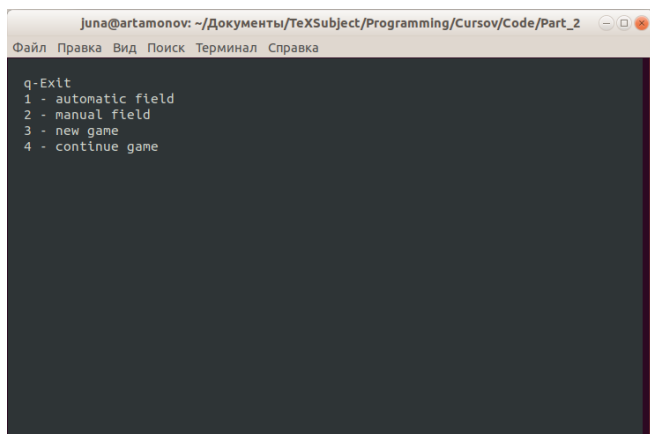 juna@artamonov: ~/Документы/TeXSubject/Programming/Cursov/Code/Part_2
Файл Правка Вид Поиск Терминал Справка
q-Exit
1 - automatic field
2 - manual field
3 - new game
4 - continue game